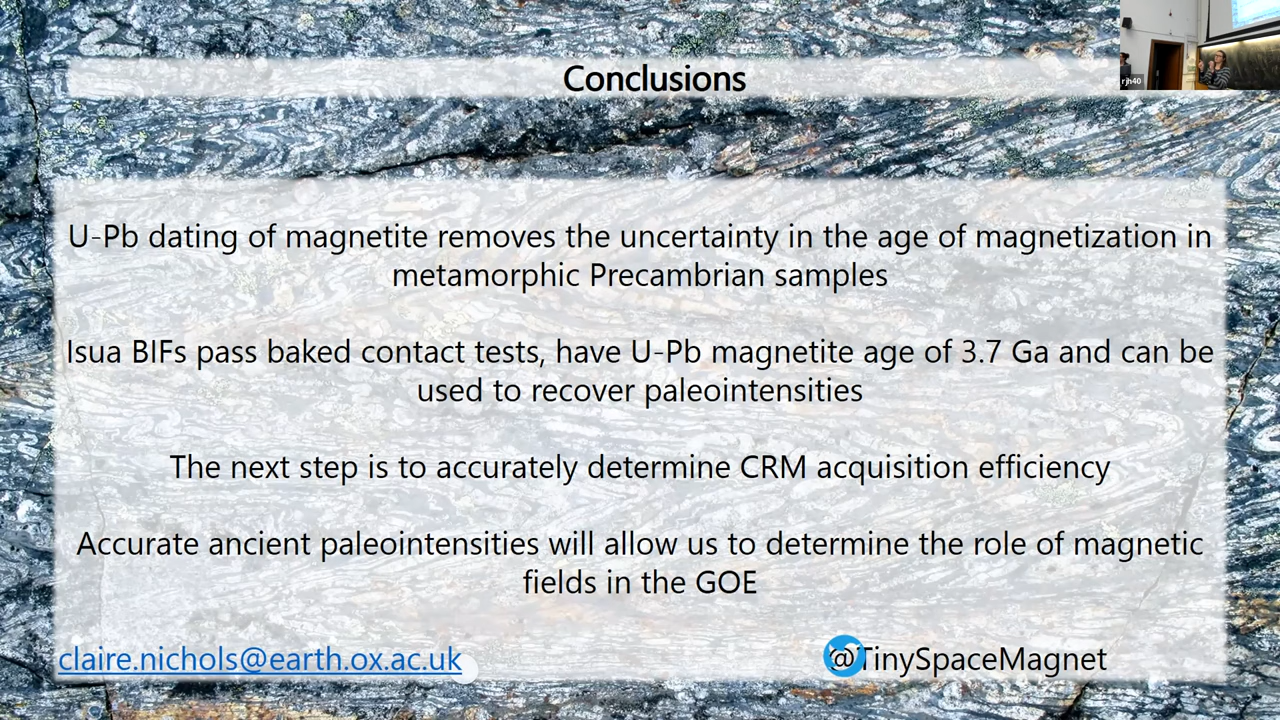 Conclusions
rjh40
U-Pb dating of magnetite removes the uncertainty in the age of magnetization in
metamorphic Precambrian samples
Isua BIFs pass baked contact tests, have U-Pb magnetite age of 3.7 Ga and can be
used to recover paleointensities
The next step is to accurately determine CRM acquisition efficiency
Accurate ancient paleointensities will allow us to determine the role of magnetic
fields in the GOE
claire.nichols@earth.ox.ac.uk
@TinySpaceMagnet